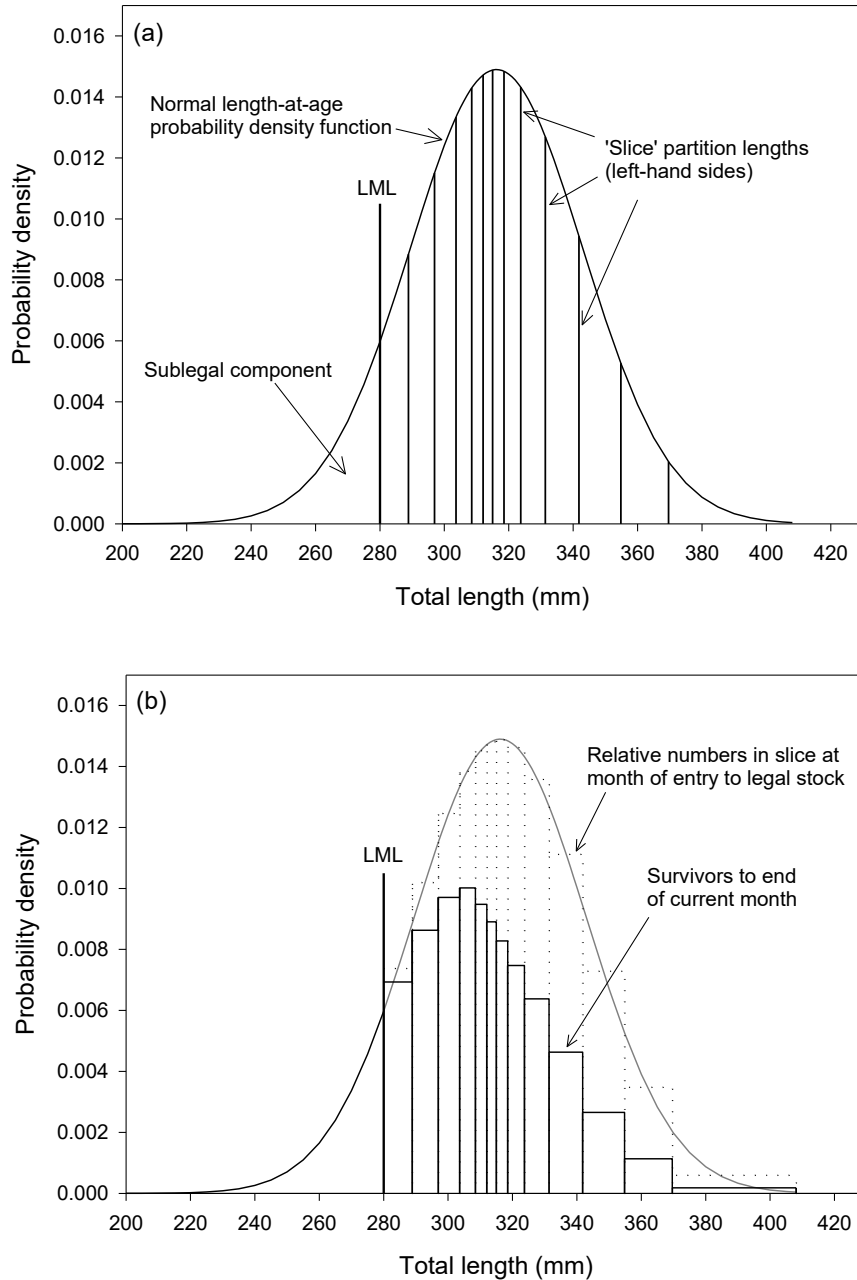 (a)
0.016
0.014
0.012
0.010
0.008
0.006
0.004
0.002
0.000
Probability density
Normal length-at-age
probability density function
'Slice' partition lengths
(left-hand sides)
LML
Sublegal component
200 220 240 260 280 300 320 340 360 380 400 420
Total length (mm)
(b)
0.016
0.014
0.012
0.010
0.008
0.006
0.004
0.002
0.000
Probability density
Relative numbers in slice at
month of entry to legal stock
LML
Survivors to end
of current month
200 220 240 260 280 300 320 340 360 380 400 420
Total length (mm)